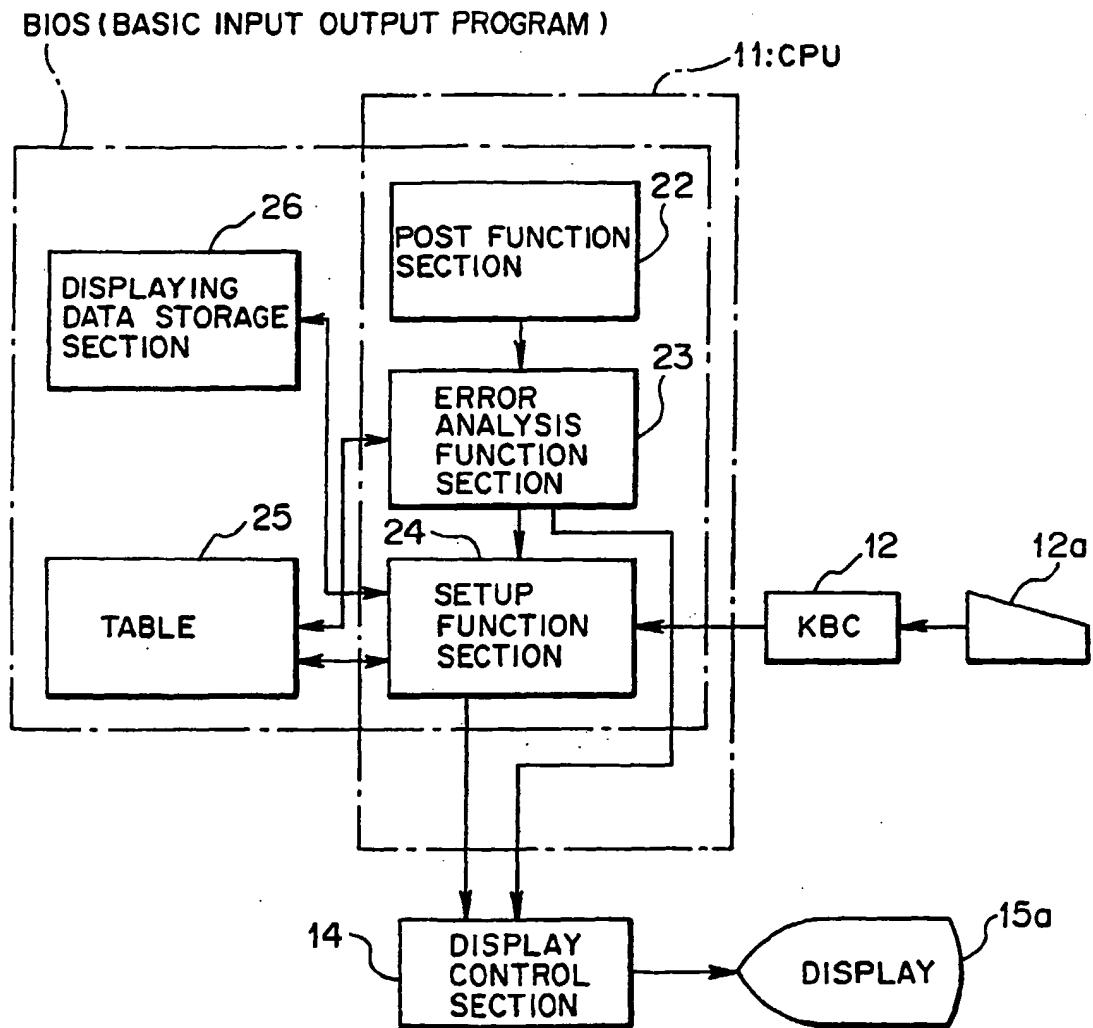 BIOS (BASIC INPUT OUTPUT PROGRAM)
11:CPU
22
26
POST FUNCTION
SECTION
DISPLAYING
DATA STORAGE
SECTION
23
ERROR
ANALYSIS
FUNCTION
SECTION
25
24
12
12a
TABLE
SETUP
FUNCTION
SECTION
KBC
14
DISPLAY
CONTROL
SECTION
15a
DISPLAY